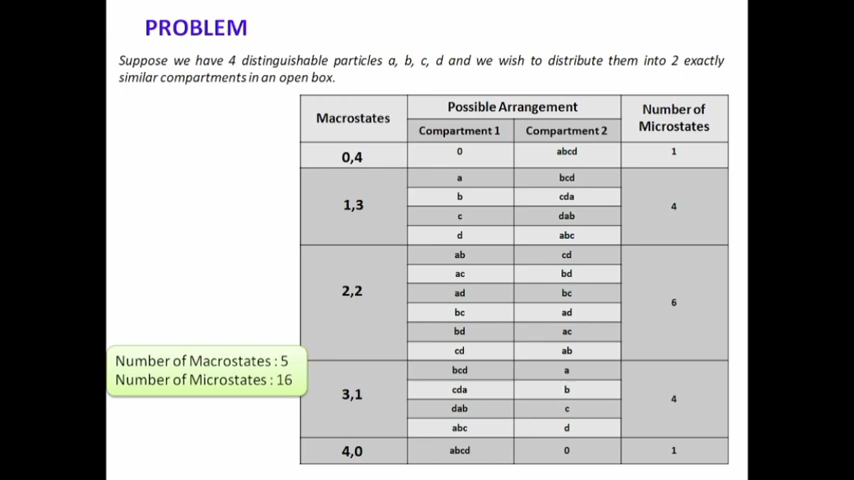 PROBLEM
Suppose we have 4 distinguishable particles a, b, c, d and we wish to distribute them into 2 exactly
similar compartments in an open box.
Macrostates Possible Arrangement Number of Microstates
Compartment 1 Compartment 2
0,4 0 abcd 1
1,3 a bcd 4
b cda
c dab
d abc
2,2 ab cd 6
ac bd
ad bc
bc ad
bd ac
cd ab
3,1 bcd a 4
cda b
dab c
abc d
4,0 abcd 0 1
Number of Macrostates : 5
Number of Microstates : 16